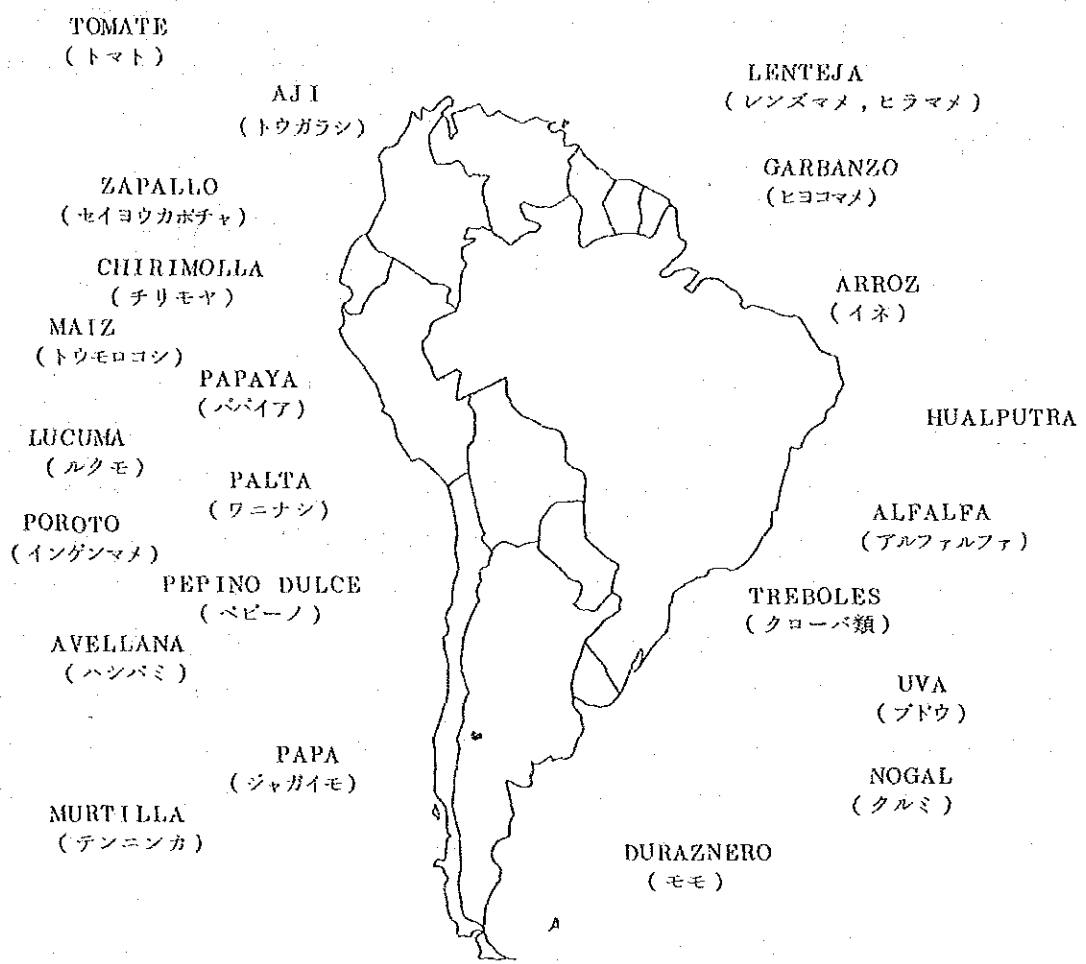 TOMATE
(トマト)
AJI
(トウガラシ)
ZAPALLO
(セイヨウカボチャ)
CHIRIMOLLA
(チリモヤ)
MAIZ
(トウモロコシ)
PAPAYA
(パパイア)
LUCUMA
(ルクモ)
PALTA
(ワニナシ)
POROTO
(インゲンマメ)
PEPINO DULCE
(ペピーノ)
AVELLANA
(ハシバミ)
PAPA
(ジャガイモ)
MURTILLA
(テンニンカ)
LENTEJA
(レンズマメ,ヒラマメ)
GARBANZO
(ヒヨコマメ)
ARROZ
(イネ)
HUALPUTRA
ALFALFA
(アルファルファ)
TREBOLES
(クローバ類)
UVA
(ブドウ)
NOGAL
(クルミ)
DURAZNERO
(モモ)